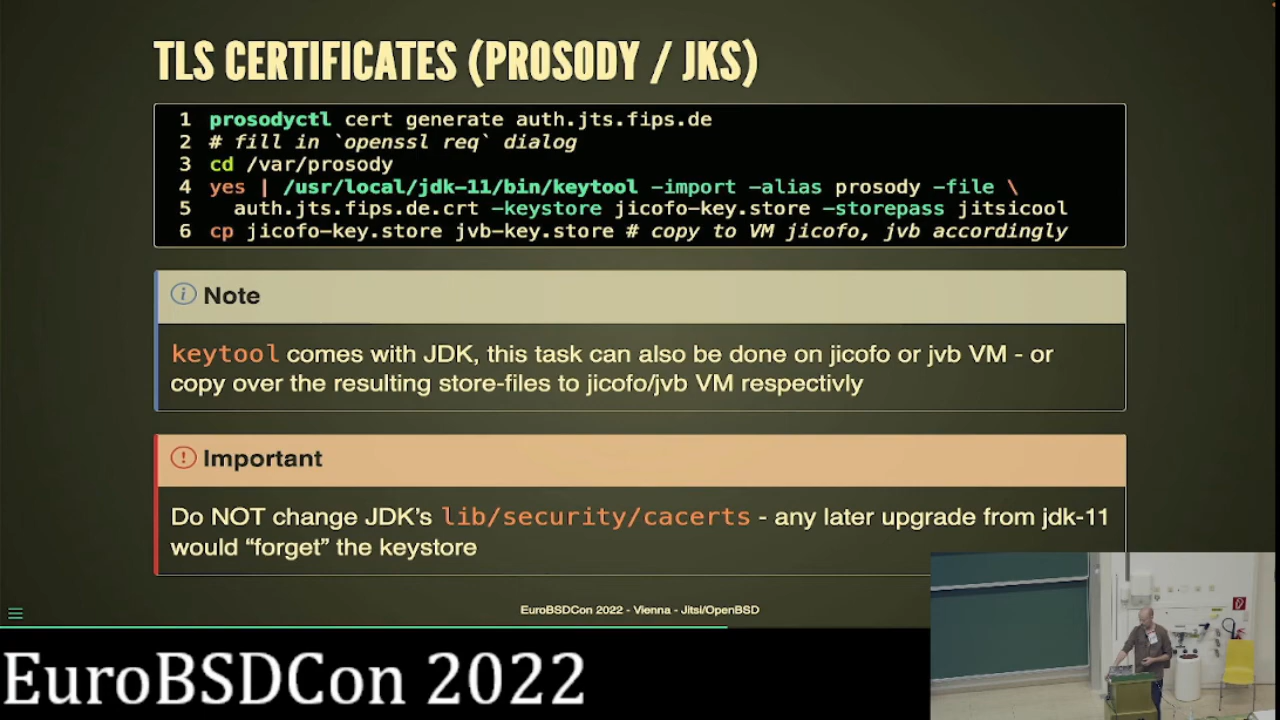 TLS CERTIFICATES (PROSODY / JKS)
1 prosodyctl cert generate auth.jts.fips.de
2 # fill in `openssl req` dialog
3 cd /var/prosody
4 yes | /usr/local/jdk-11/bin/keytool -import -alias prosody -file \
5 auth.jts.fips.de.crt -keystore jicofo-key.store -storepass jitsicool
6 cp jicofo-key.store jvb-key.store # copy to VM jicofo, jvb accordingly
Note
keytool comes with JDK, this task can also be done on jicofo or jvb VM - or
copy over the resulting store-files to jicofo/jvb VM respectivly
Important
Do NOT change JDK’s lib/security/cacerts - any later upgrade from jdk-11
would “forget” the keystore
EuroBSDCon 2022 - Vienna - Jitsi/OpenBSD
EuroBSDCon 2022